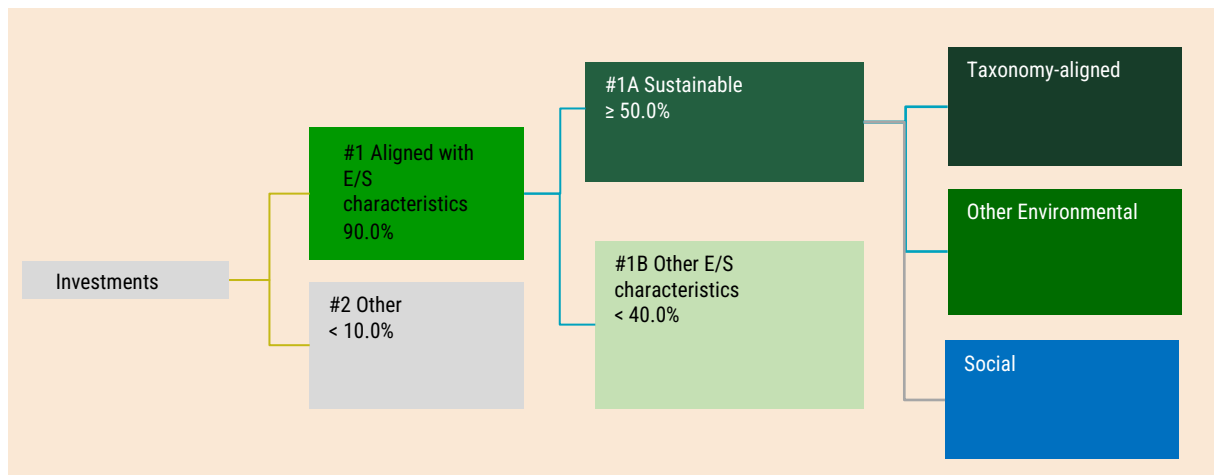 Investments
#1 Aligned with
E/S
characteristics
90.0%
#2 Other
< 10.0%
#1A Sustainable
≥ 50.0%
#1B Other E/S
characteristics
< 40.0%
Taxonomy-aligned
Other Environmental
Social